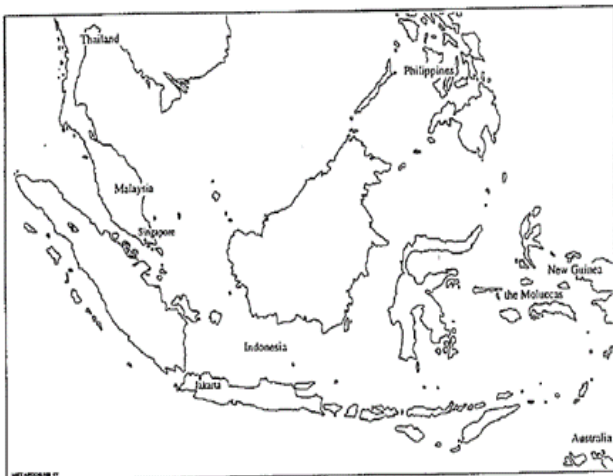 Thailand
Philippines
Malaysia
Singapore
New Guinea
the Moluccas
Indonesia
Jakarta
Australia